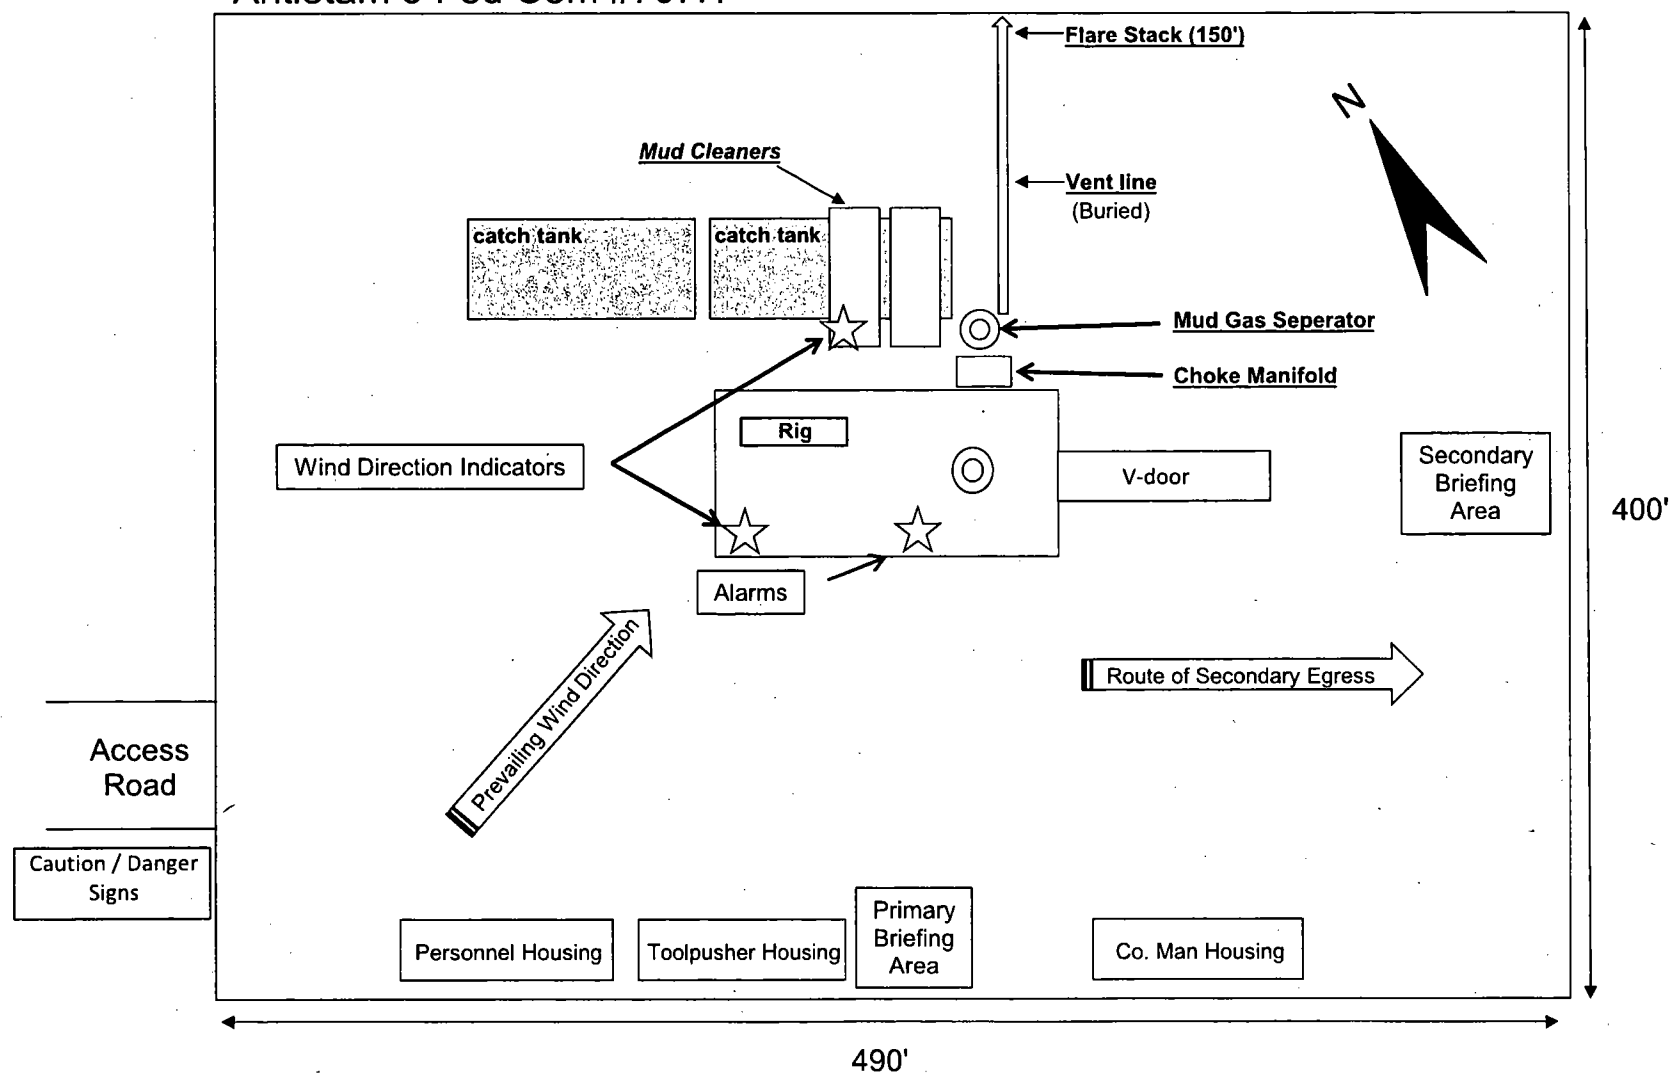 Flare Stack (150')
N
Mud Cleaners
Vent line
(Buried)
catch tank
catch tank
Mud Gas Seperator
Choke Manifold
Rig
Wind Direction Indicators
V-door
Secondary
Briefing
Area
400'
Alarms
Prevailing Wind Direction
Route of Secondary Egress
Access
Road
Caution / Danger
Signs
Primary
Briefing
Area
Personnel Housing
Toolpusher Housing
Co. Man Housing
490'